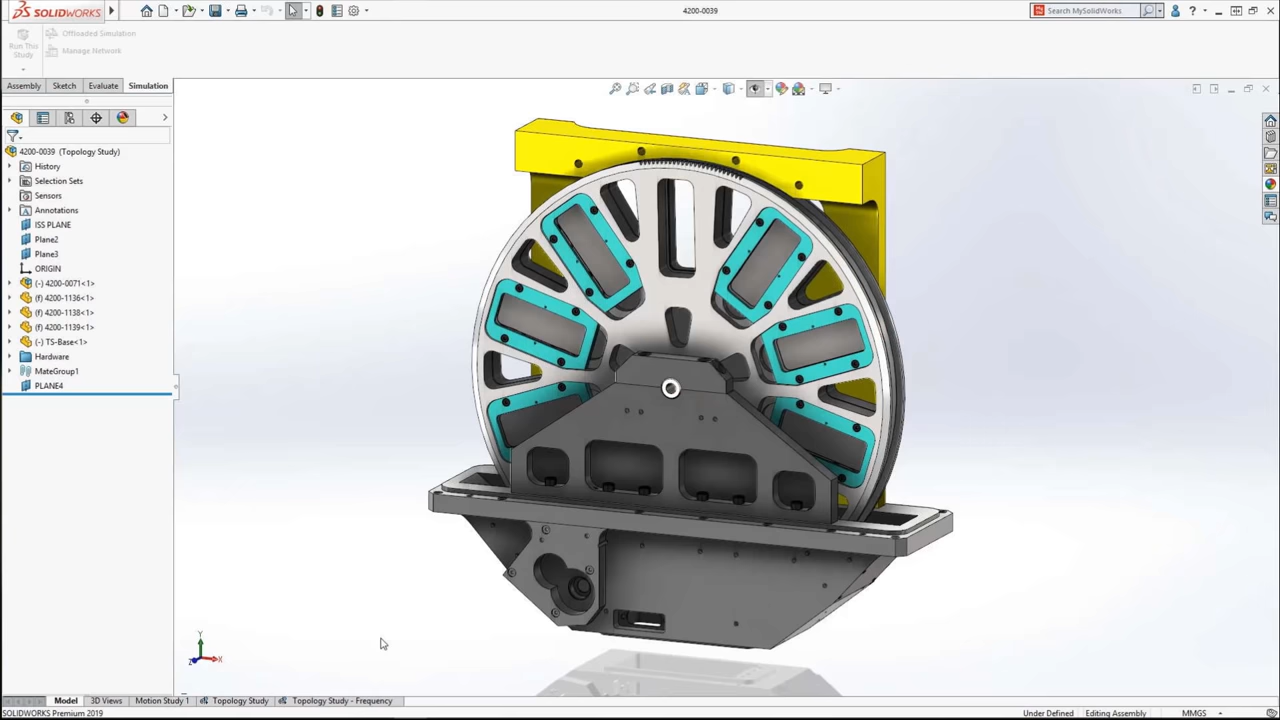 SOLIDWORKS
4200-0039
Search MySolidWorks
Run This
Study
Offloaded Simulation
Manage Network
Assembly
Sketch
Evaluate
Simulation
4200-0039 (Topology Study)
History
Selection Sets
Sensors
Annotations
ISS PLANE
Plane2
Plane3
ORIGIN
(-) 4200-0071<1>
(f) 4200-1136<1>
(f) 4200-1138<1>
(f) 4200-1139<1>
(-) TS-Base<1>
Hardware
MateGroup1
PLANE4
Y
X
Z
Model
3D Views
Motion Study 1
Topology Study
Topology Study - Frequency
SOLIDWORKS Premium 2019
Under Defined
Editing Assembly
MMGS